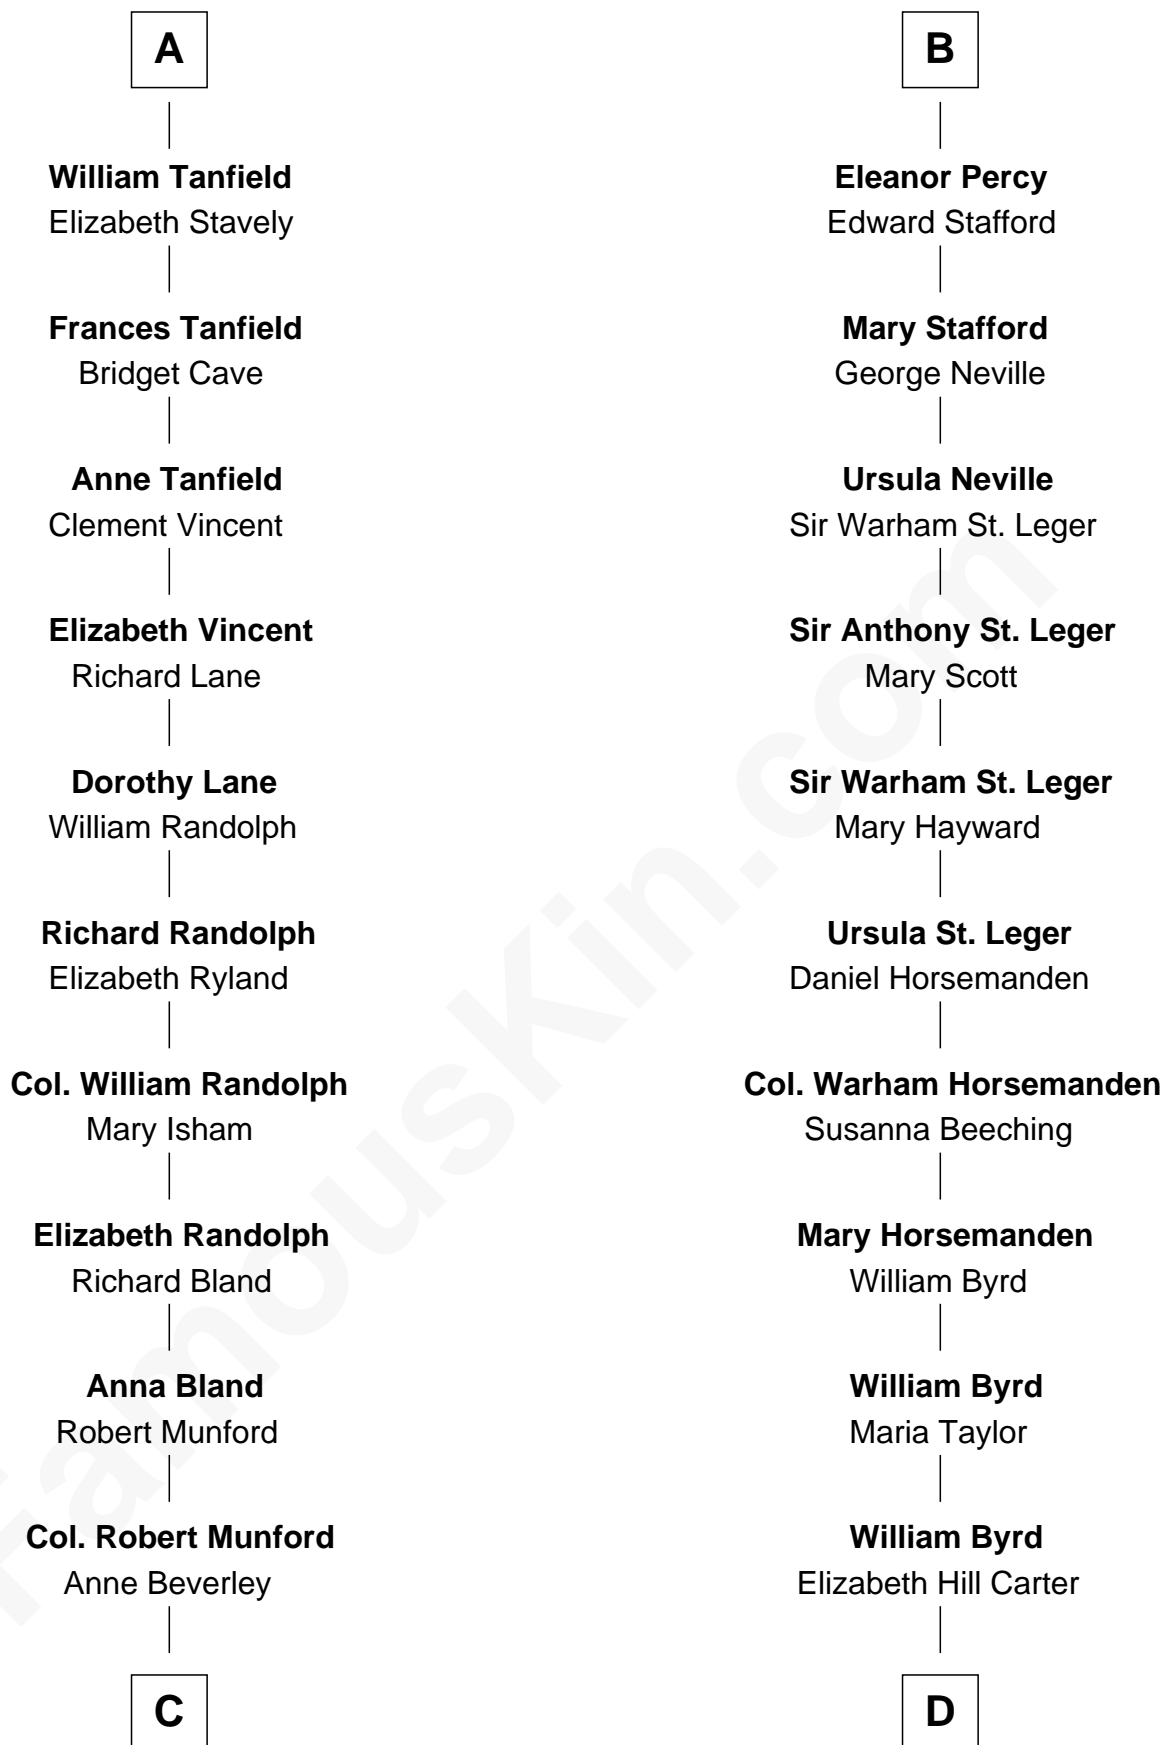 A
William Tanfield
Elizabeth Stavely
Frances Tanfield
Bridget Cave
Anne Tanfield
Clement Vincent
Elizabeth Vincent
Richard Lane
Dorothy Lane
William Randolph
Richard Randolph
Elizabeth Ryland
Col. William Randolph
Mary Isham
Elizabeth Randolph
Richard Bland
Anna Bland
Robert Munford
Col. Robert Munford
Anne Beverley
C
B
Eleanor Percy
Edward Stafford
Mary Stafford
George Neville
Ursula Neville
Sir Warham St. Leger
Sir Anthony St. Leger
Mary Scott
Sir Warham St. Leger
Mary Hayward
Ursula St. Leger
Daniel Horsemanden
Col. Warham Horsemanden
Susanna Beeching
Mary Horsemanden
William Byrd
William Byrd
Maria Taylor
William Byrd
Elizabeth Hill Carter
D
FamousKin.com